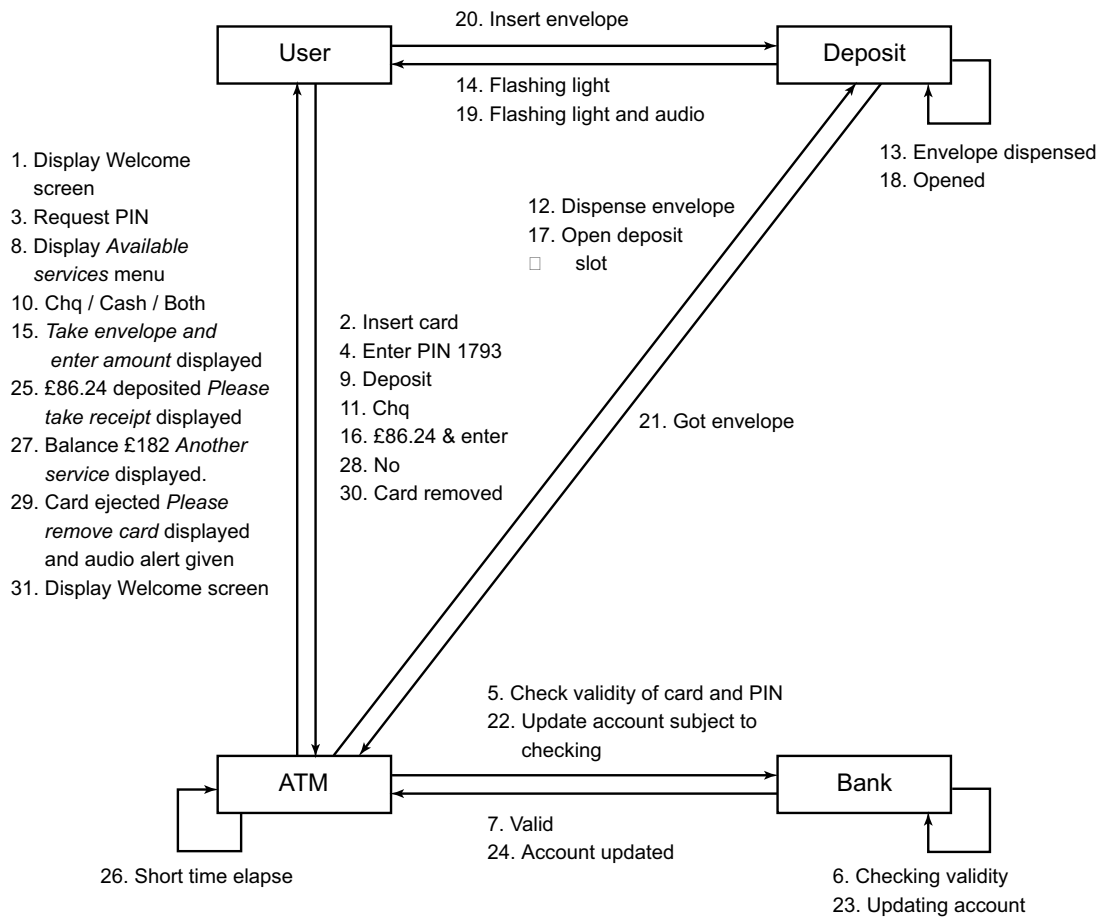 20. Insert envelope
User
Deposit
14. Flashing light
19. Flashing light and audio
13. Envelope dispensed
18. Opened
1. Display Welcome
screen
3. Request PIN
8. Display Available
services menu
10. Chq / Cash / Both
15. Take envelope and
enter amount displayed
25. £86.24 deposited Please
take receipt displayed
27. Balance £182 Another
service displayed.
29. Card ejected Please
remove card displayed
and audio alert given
31. Display Welcome screen
12. Dispense envelope
17. Open deposit
slot
2. Insert card
4. Enter PIN 1793
9. Deposit
11. Chq
16. £86.24 & enter
28. No
30. Card removed
21. Got envelope
5. Check validity of card and PIN
22. Update account subject to
checking
ATM
Bank
7. Valid
24. Account updated
26. Short time elapse
6. Checking validity
23. Updating account